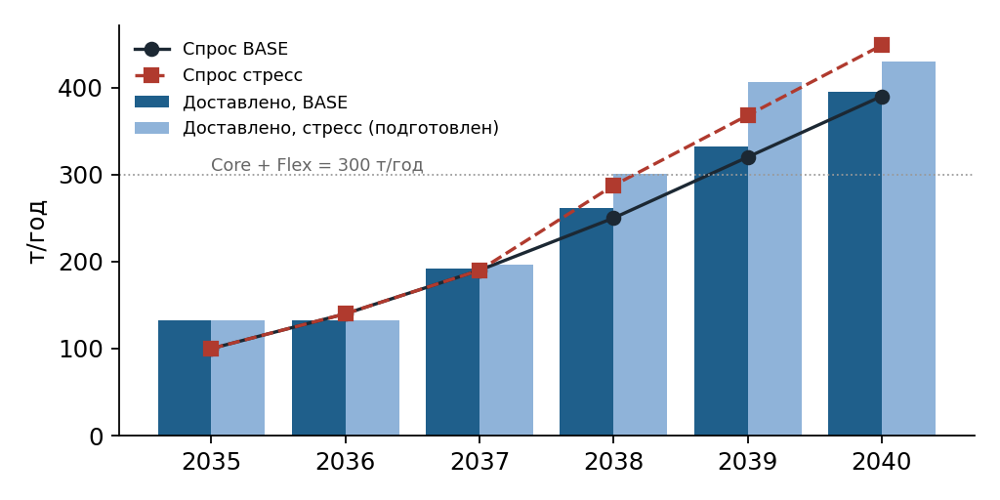 Спрос BASE
Спрос стресс
Доставлено, BASE
Доставлено, стресс (подготовлен)
Core + Flex = 300 т/год
т/год
400
300
200
100
0
2035 2036 2037 2038 2039 2040